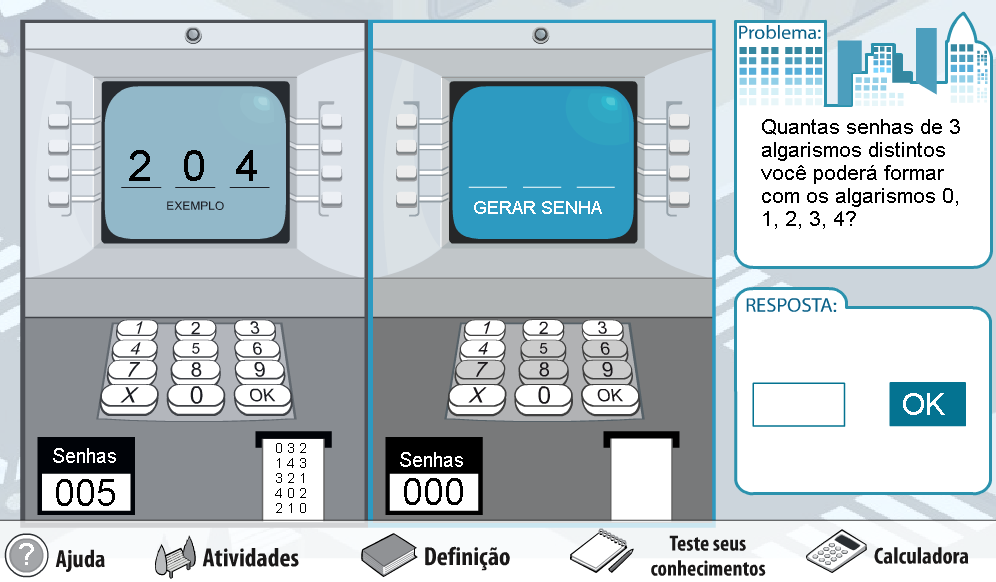 2 0 4
EXEMPLO
1 2 3
4 5 6
7 8 9
X 0 OK
Senhas
005
0 3 2
1 4 3
3 2 1
4 0 2
2 1 0
GERAR SENHA
1 2 3
4 5 6
7 8 9
X 0 OK
Senhas
000
Problema:
Quantas senhas de 3
algarismos distintos
você poderá formar
com os algarismos 0,
1, 2, 3, 4?
RESPOSTA:
OK
? Ajuda
Atividades
Definição
Teste seus
conhecimentos
Calculadora